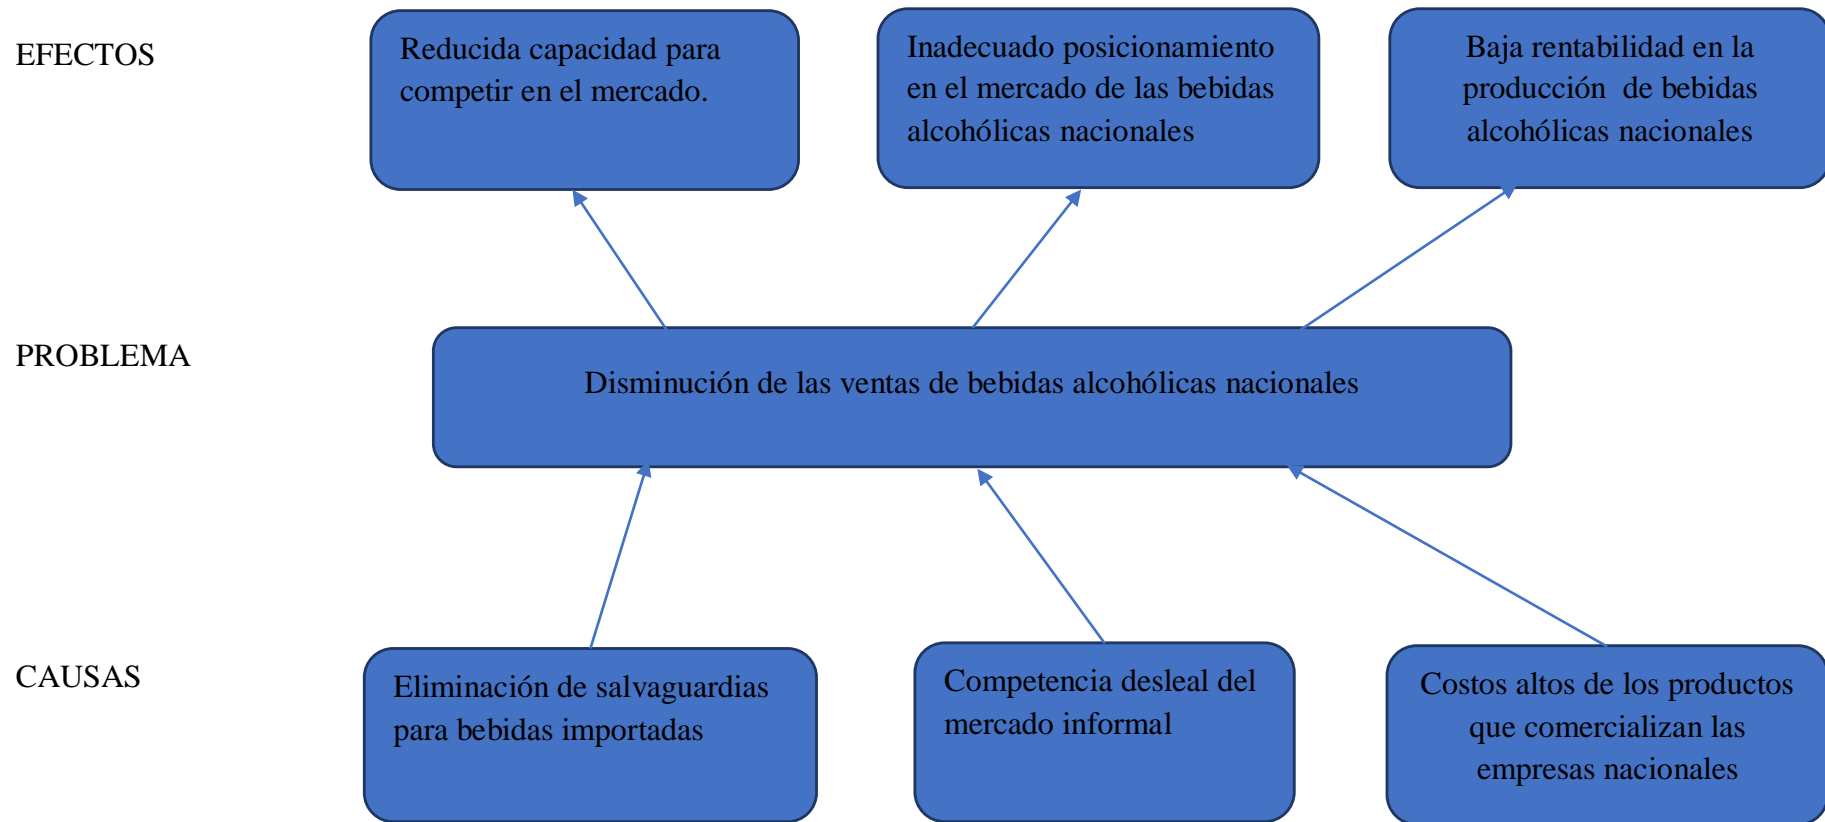 EFECTOS
Reducida capacidad para
competir en el mercado.
Inadecuado posicionamiento
en el mercado de las bebidas
alcohólicas nacionales
Baja rentabilidad en la
producción  de bebidas
alcohólicas nacionales
PROBLEMA
Disminución de las ventas de bebidas alcohólicas nacionales
CAUSAS
Eliminación de salvaguardias
para bebidas importadas
Competencia desleal del
mercado informal
Costos altos de los productos
que comercializan las
empresas nacionales